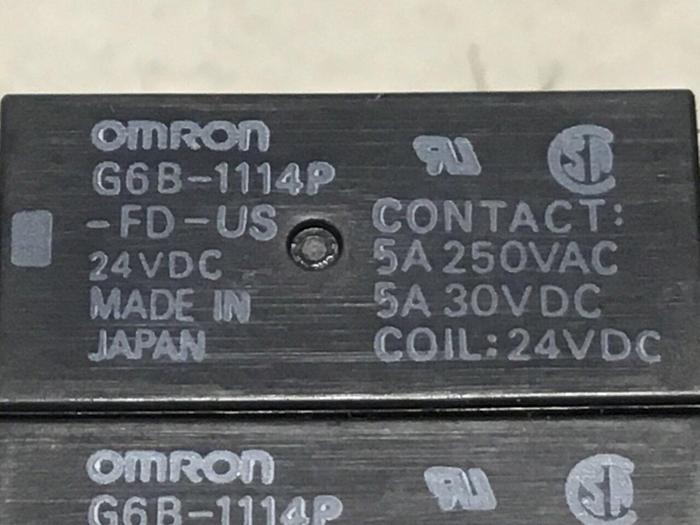 OMRON
G6B-1114P
-FD-US
24VDC
MADE IN
JAPAN
CONTACT:
5A 250VAC
5A 30VDC
COIL:24VDC
OMRON
G6B-1114P